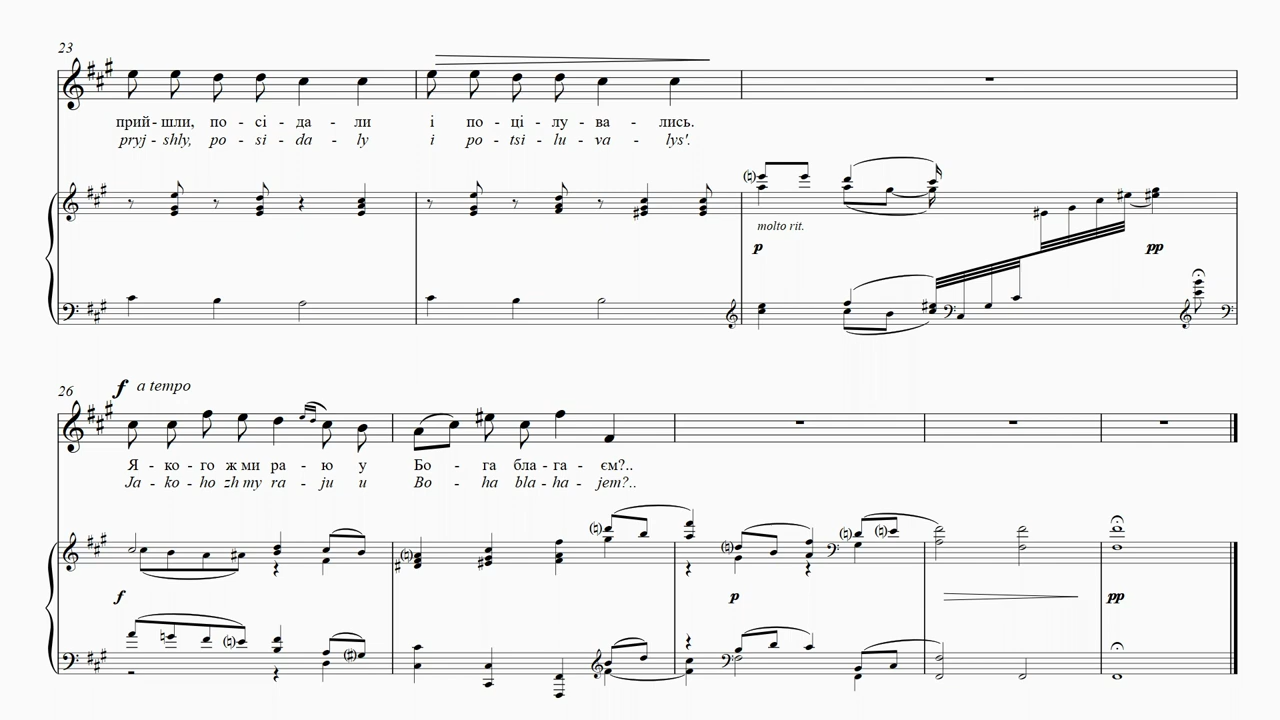 23
прий - шли, по - сі - да - ли і по - ці - лу - ва - лись.
pryj - shly, po - si - da - ly i po - tsi - lu - va - lys'.
molto rit.
p pp
26
f a tempo
Я - ко - го ж ми ра - ю у Бо - га бла - га - єм?..
Ja - ko - ho zh my ra - ju u Bo - ha bla - ha - jem?..
f p pp